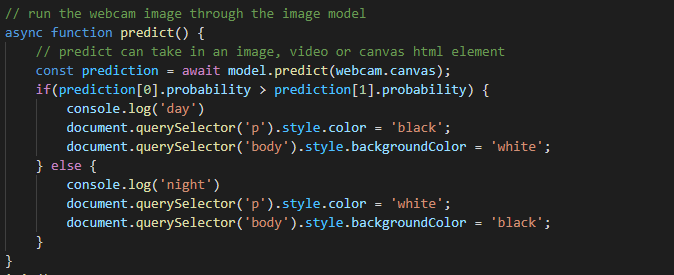 // run the webcam image through the image model
async function predict() {
    // predict can take in an image, video or canvas html element
    const prediction = await model.predict(webcam.canvas);
    if(prediction[0].probability > prediction[1].probability) {
        console.log('day')
        document.querySelector('p').style.color = 'black';
        document.querySelector('body').style.backgroundColor = 'white';
    } else {
        console.log('night')
        document.querySelector('p').style.color = 'white';
        document.querySelector('body').style.backgroundColor = 'black';
    }
}